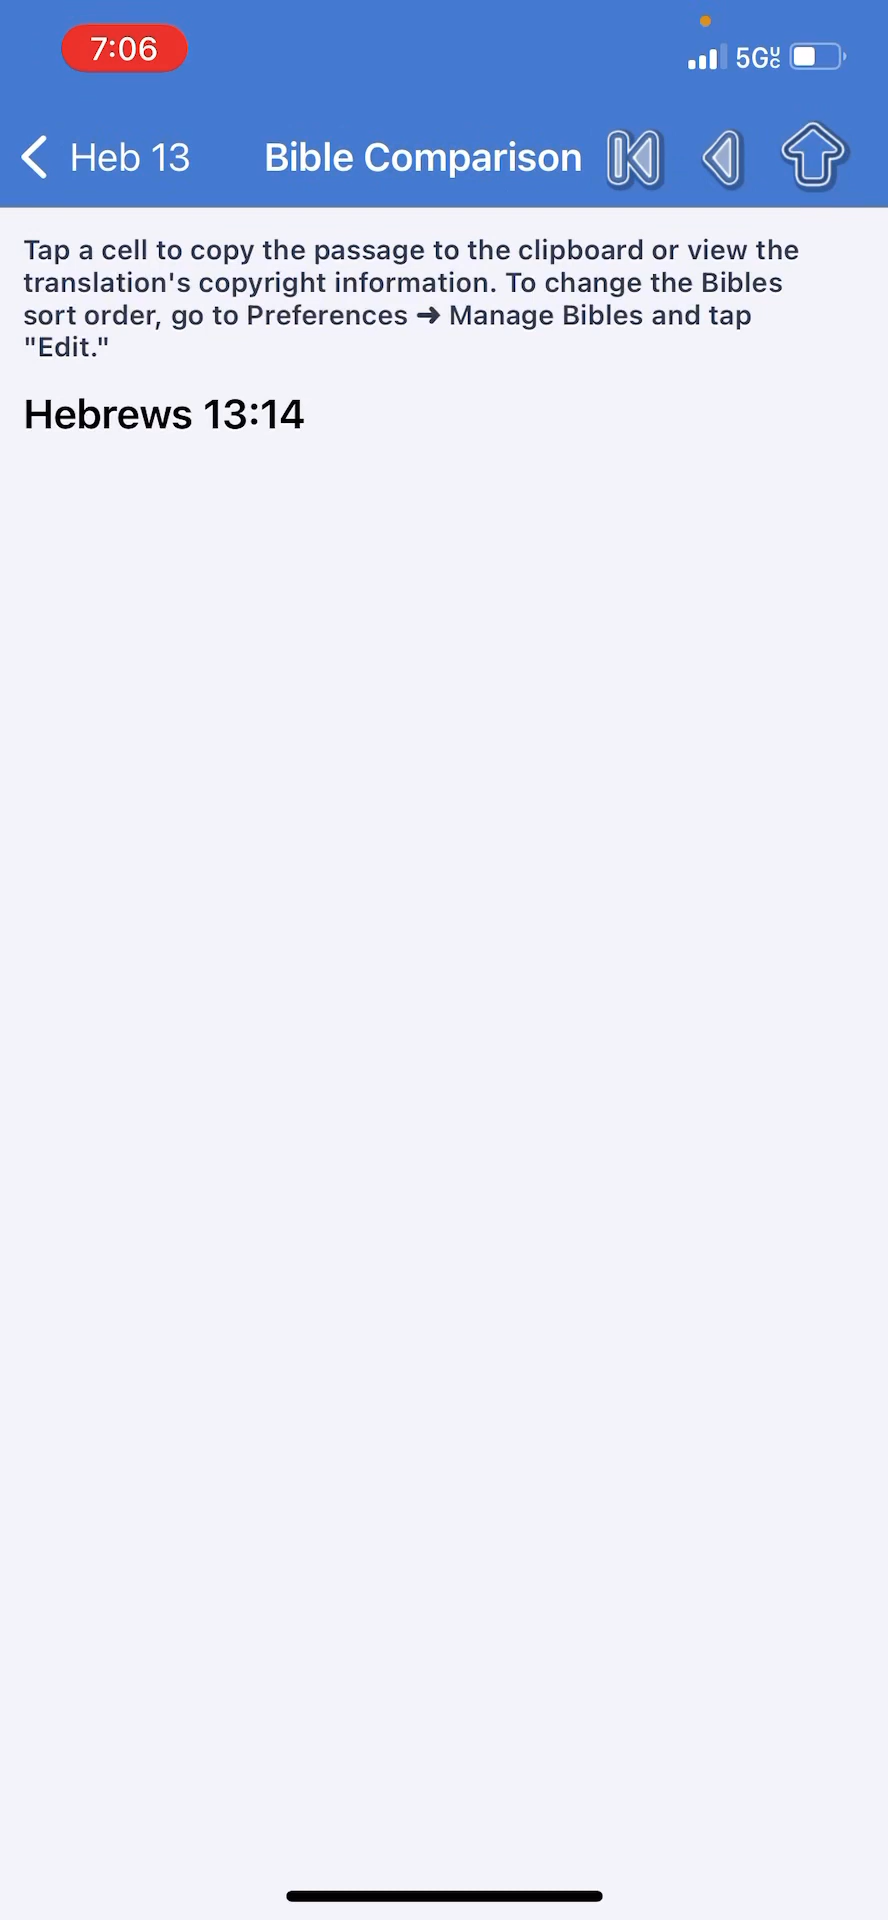 7:06
5G UC
Heb 13
Bible Comparison
Tap a cell to copy the passage to the clipboard or view the
translation's copyright information. To change the Bibles
sort order, go to Preferences ➔ Manage Bibles and tap
"Edit."
Hebrews 13:14